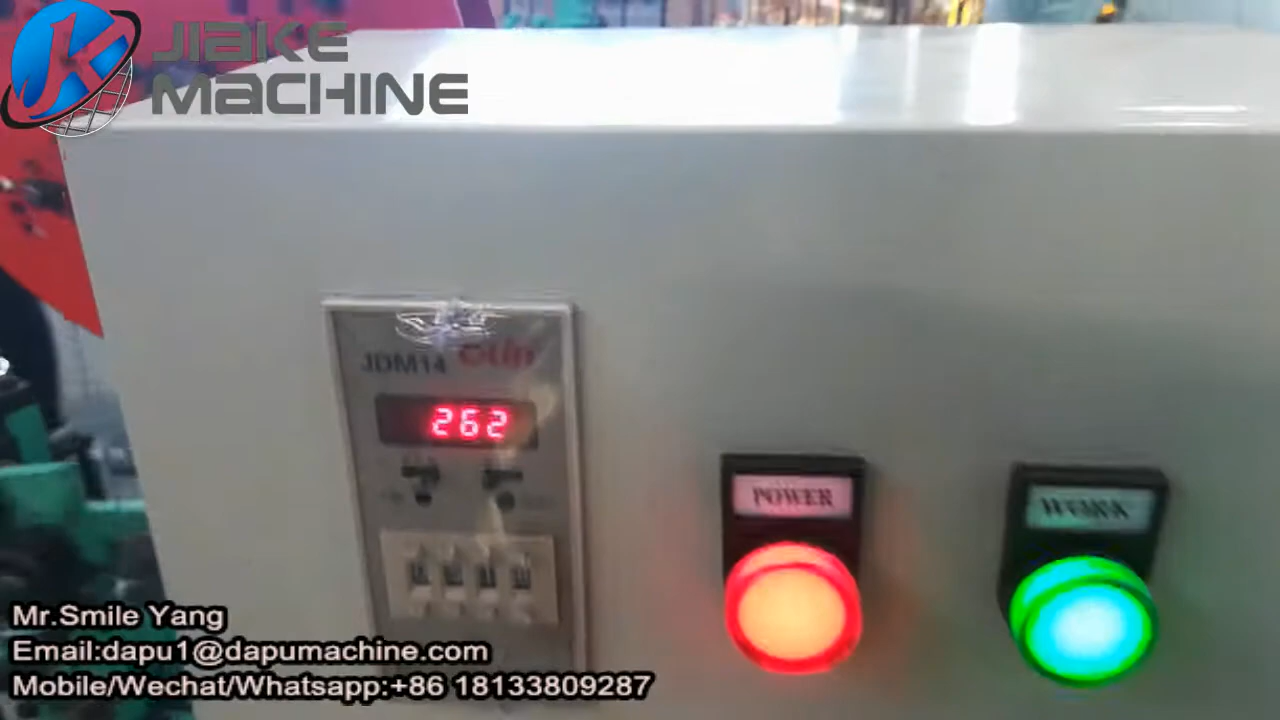 JIAKE
MACHINE
JDM14
262
POWER
WORK
Mr.Smile Yang
Email:dapu1@dapumachine.com
Mobile/Wechat/Whatsapp:+86 18133809287